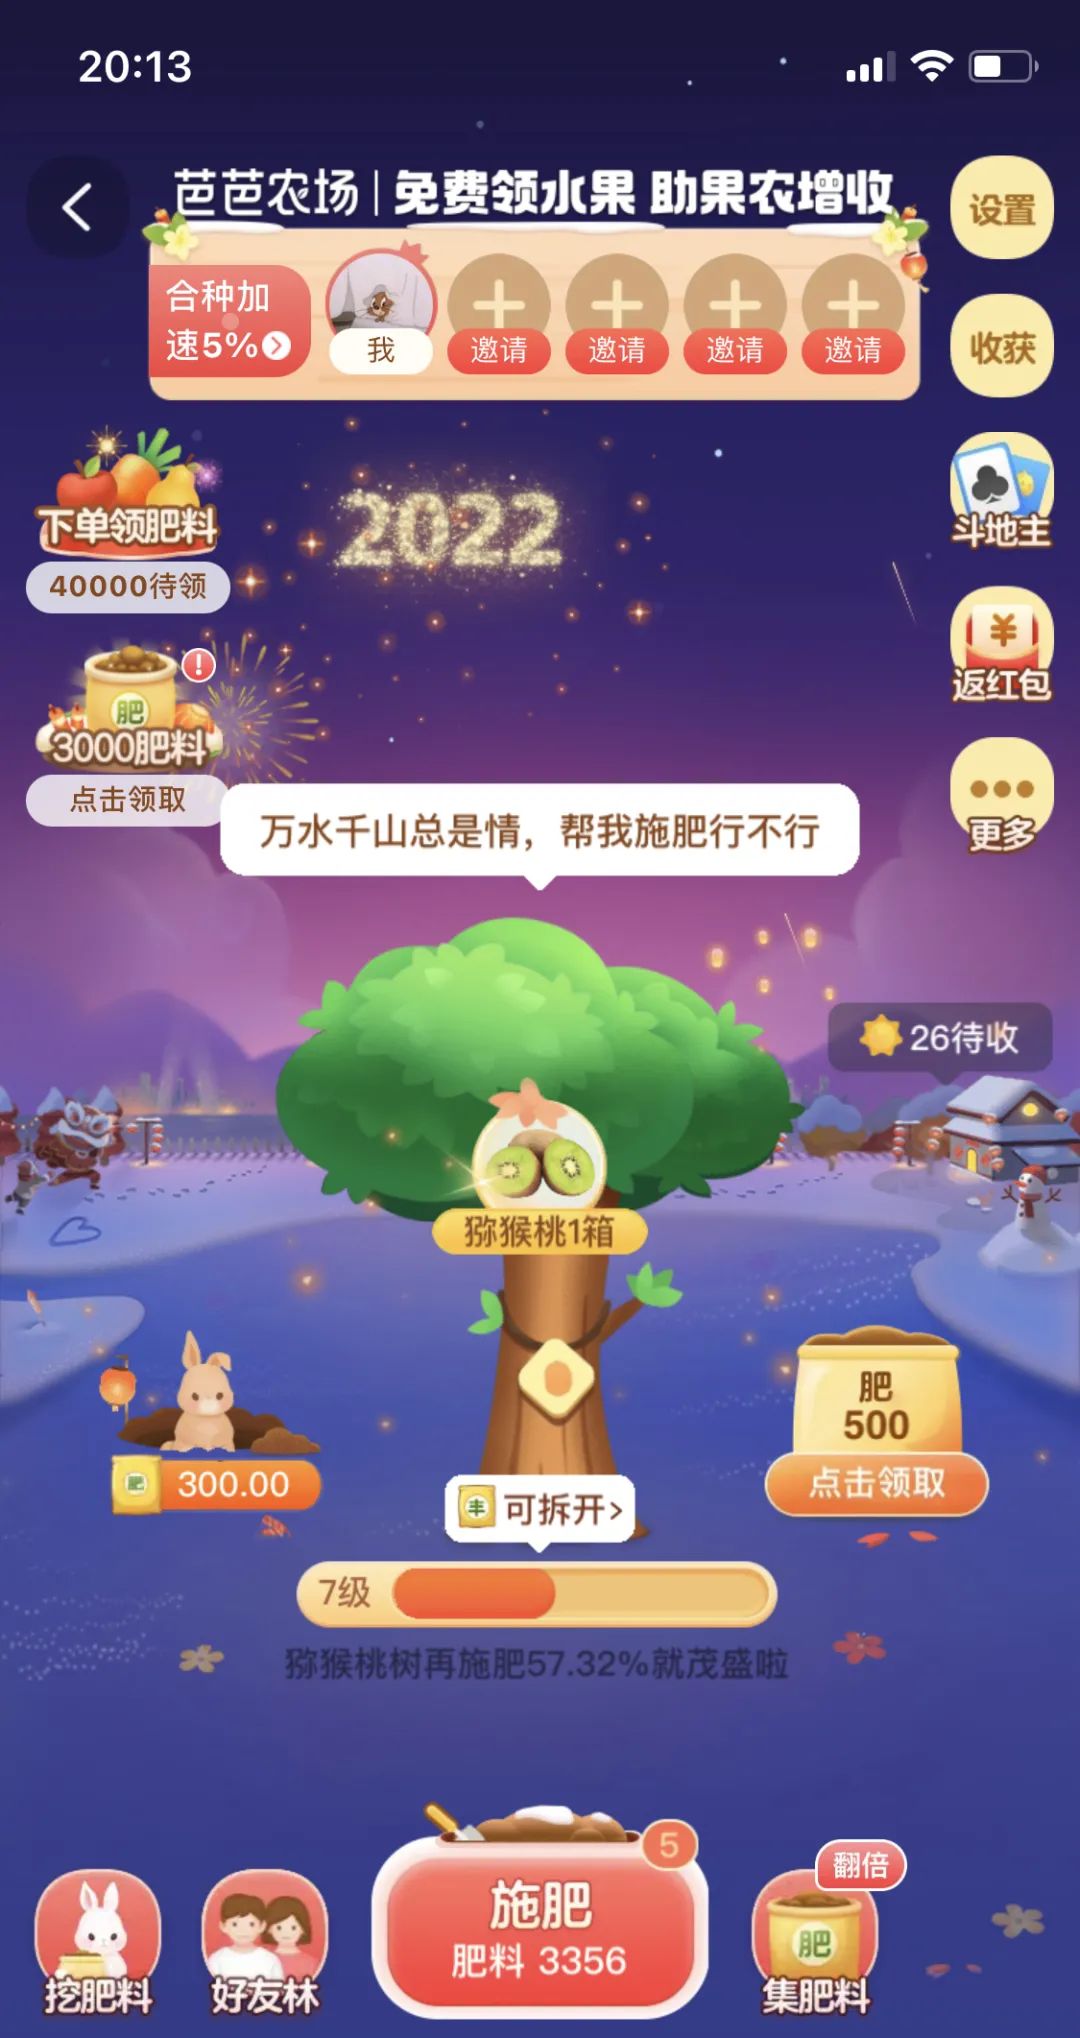 20:13
芭芭农场|免费领水果 助果农增收
设置
合种加
速5%
我
邀请
邀请
邀请
邀请
收获
下单领肥料
40000待领
2022
斗地主
¥
返红包
肥
3000肥料
点击领取
更多
万水千山总是情，帮我施肥行不行
26待收
猕猴桃1箱
肥
500
点击领取
300.00
丰
可拆开>
7级
猕猴桃树再施肥57.32%就茂盛啦
5
施肥
肥料 3356
翻倍
肥
挖肥料
好友林
集肥料